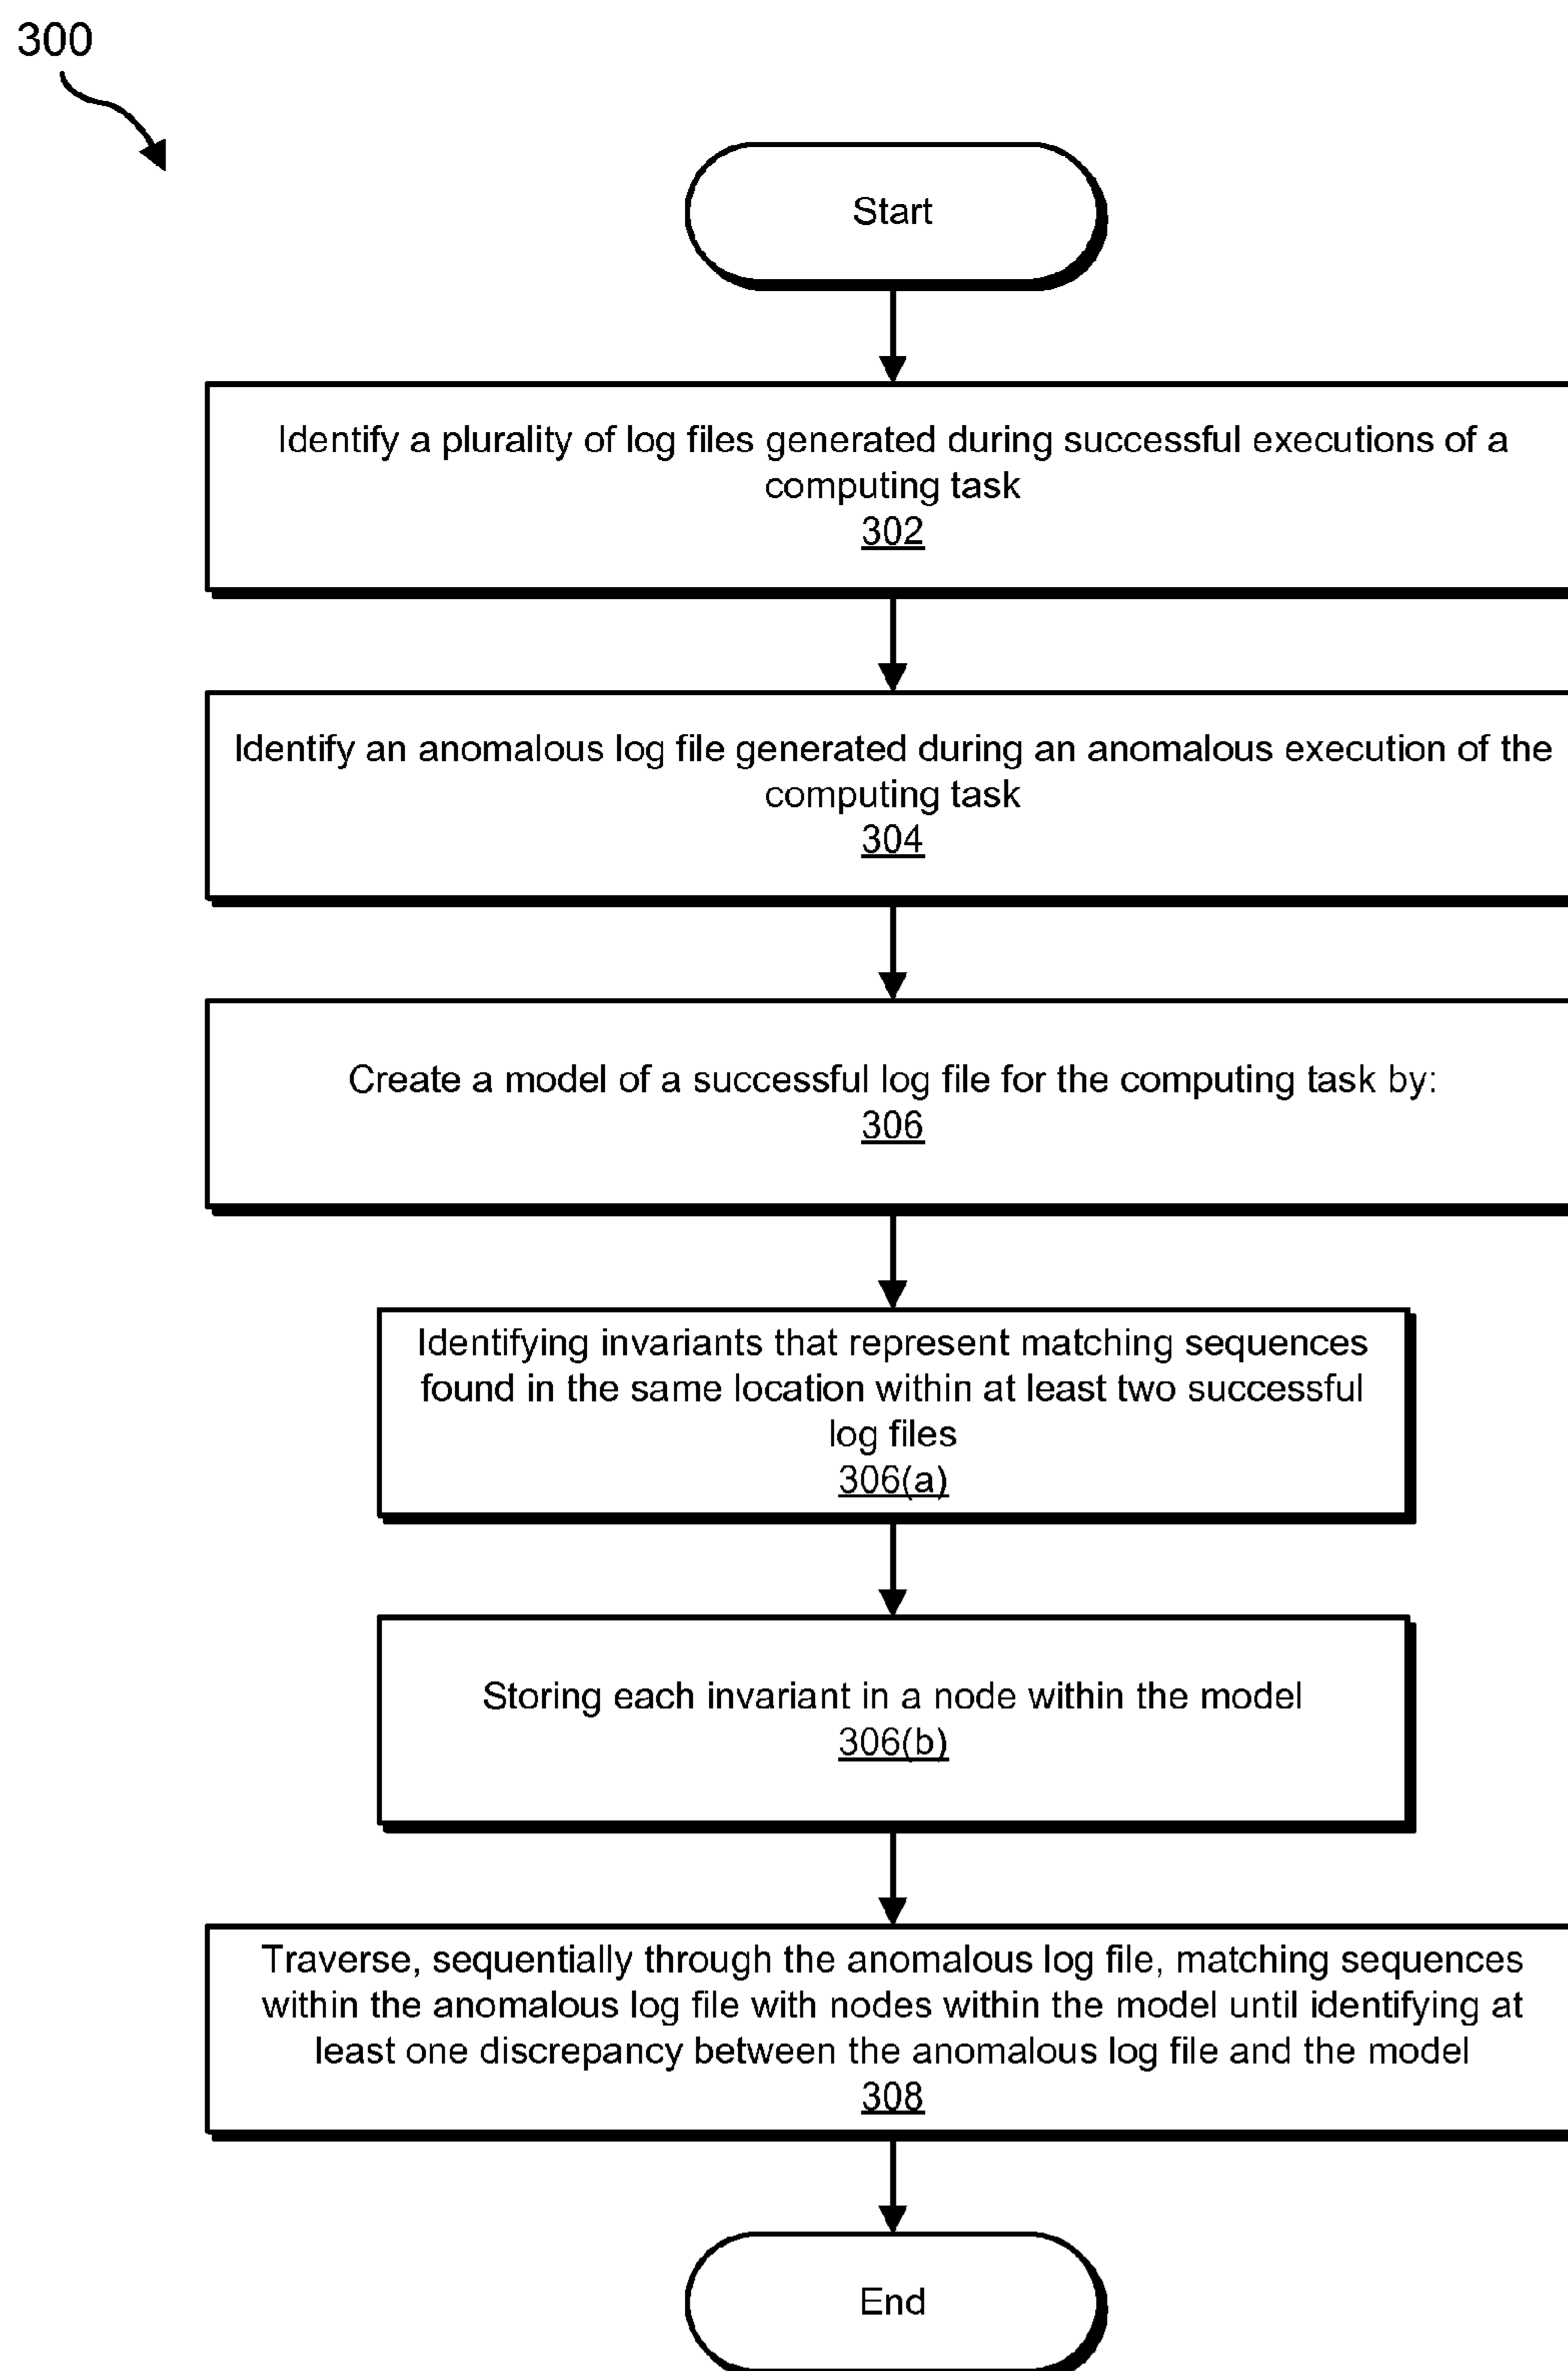 300
Start
Identify a plurality of log files generated during successful executions of a
computing task
302
Identify an anomalous log file generated during an anomalous execution of the
computing task
304
Create a model of a successful log file for the computing task by:
306
Identifying invariants that represent matching sequences
found in the same location within at least two successful
log files
306(a)
Storing each invariant in a node within the model
306(b)
Traverse, sequentially through the anomalous log file, matching sequences
within the anomalous log file with nodes within the model until identifying at
least one discrepancy between the anomalous log file and the model
308
End